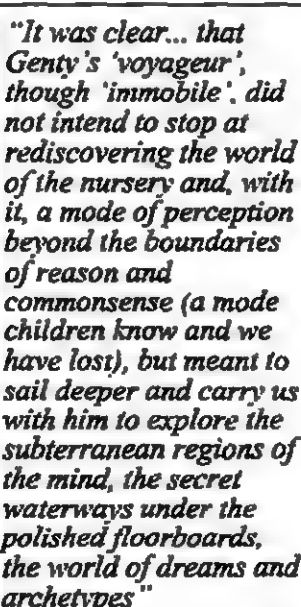 "It was clear... that
Genty's 'voyageur',
though 'immobile', did
not intend to stop at
rediscovering the world
of the nursery and, with
it, a mode of perception
beyond the boundaries
of reason and
commonsense (a mode
children know and we
have lost), but meant to
sail deeper and carry us
with him to explore the
subterranean regions of
the mind, the secret
waterways under the
polished floorboards,
the world of dreams and
archetypes"